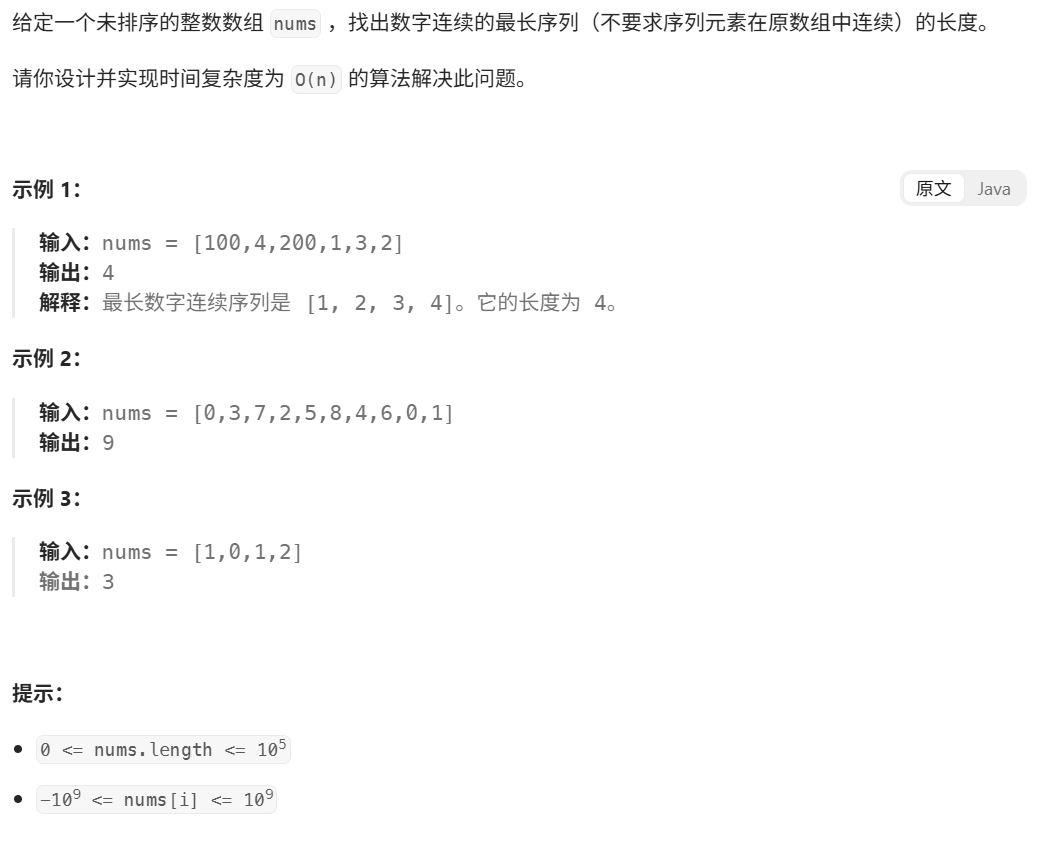 给定一个未排序的整数数组 nums ，找出数字连续的最长序列（不要求序列元素在原数组中连续）的长度。
请你设计并实现时间复杂度为 O(n) 的算法解决此问题。
示例 1：
原文 Java
输入：nums = [100,4,200,1,3,2]
输出：4
解释：最长数字连续序列是 [1, 2, 3, 4]。它的长度为 4。
示例 2：
输入：nums = [0,3,7,2,5,8,4,6,0,1]
输出：9
示例 3：
输入：nums = [1,0,1,2]
输出：3
提示：
• 0 <= nums.length <= 10⁵
• −10⁹ <= nums[i] <= 10⁹